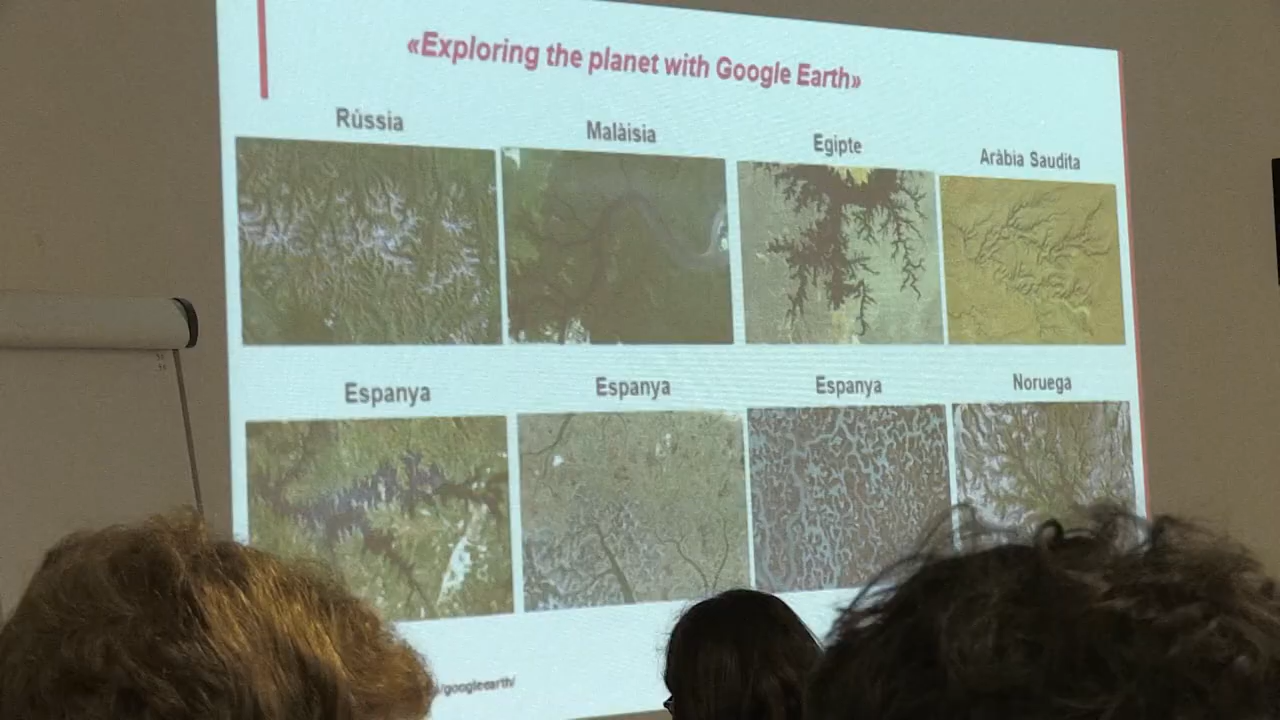 «Exploring the planet with Google Earth»
Rússia
Malàisia
Egipte
Aràbia Saudita
Espanya
Espanya
Espanya
Noruega
/googleearth/